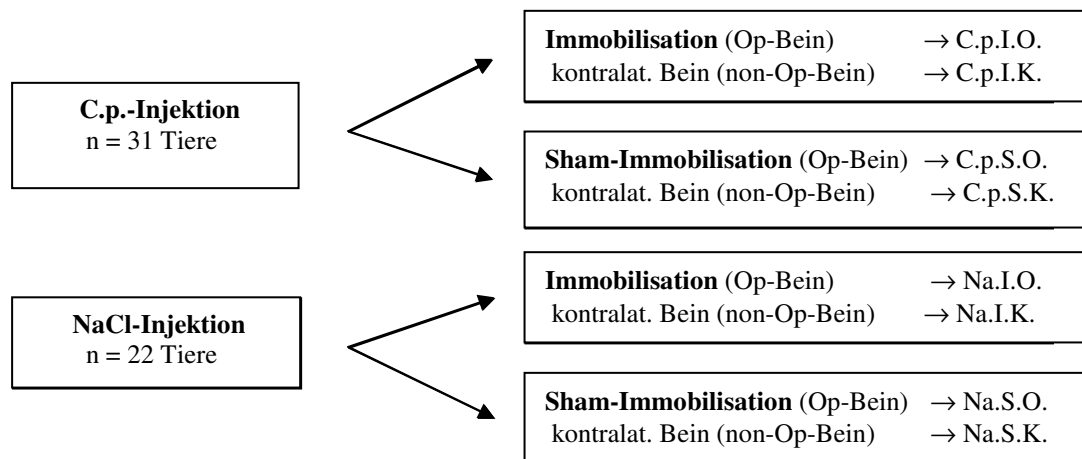 C.p.-Injektion
n = 31 Tiere
Immobilisation (Op-Bein) → C.p.I.O.
kontralat. Bein (non-Op-Bein) → C.p.I.K.
Sham-Immobilisation (Op-Bein) → C.p.S.O.
kontralat. Bein (non-Op-Bein) → C.p.S.K.
NaCl-Injektion
n = 22 Tiere
Immobilisation (Op-Bein) → Na.I.O.
kontralat. Bein (non-Op-Bein) → Na.I.K.
Sham-Immobilisation (Op-Bein) → Na.S.O.
kontralat. Bein (non-Op-Bein) → Na.S.K.